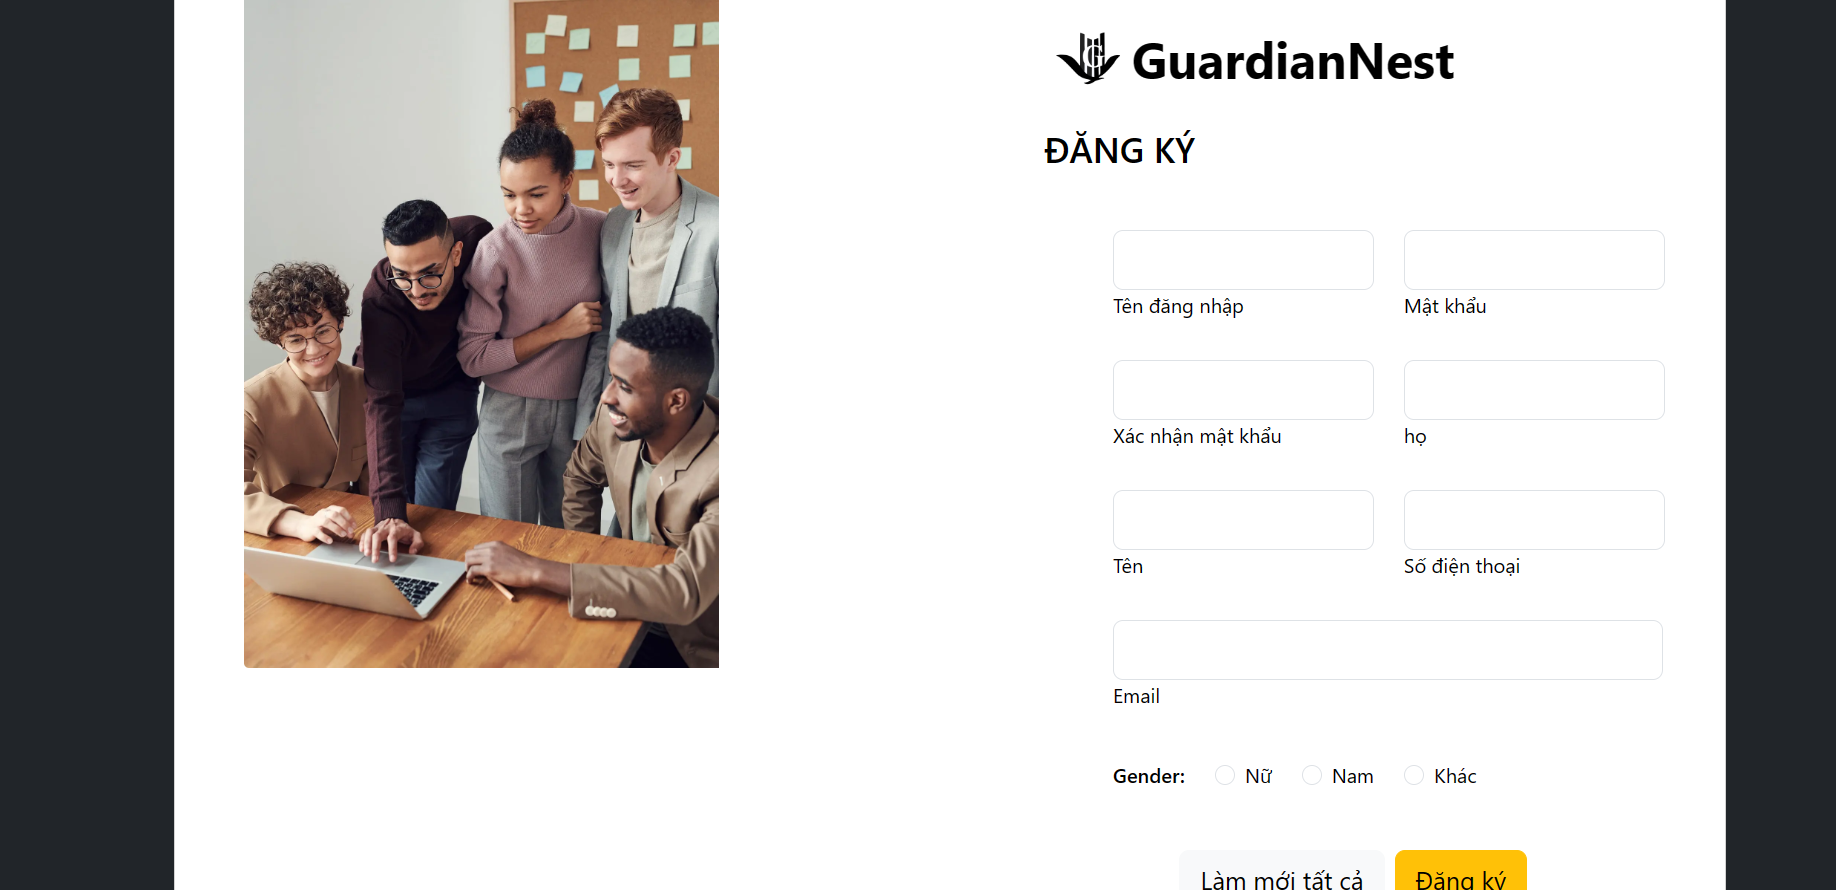 GuardianNest
ĐĂNG KÝ
Tên đăng nhập
Mật khẩu
Xác nhận mật khẩu
họ
Tên
Số điện thoại
Email
Gender: Nữ Nam Khác
Làm mới tất cả
Đăng ký